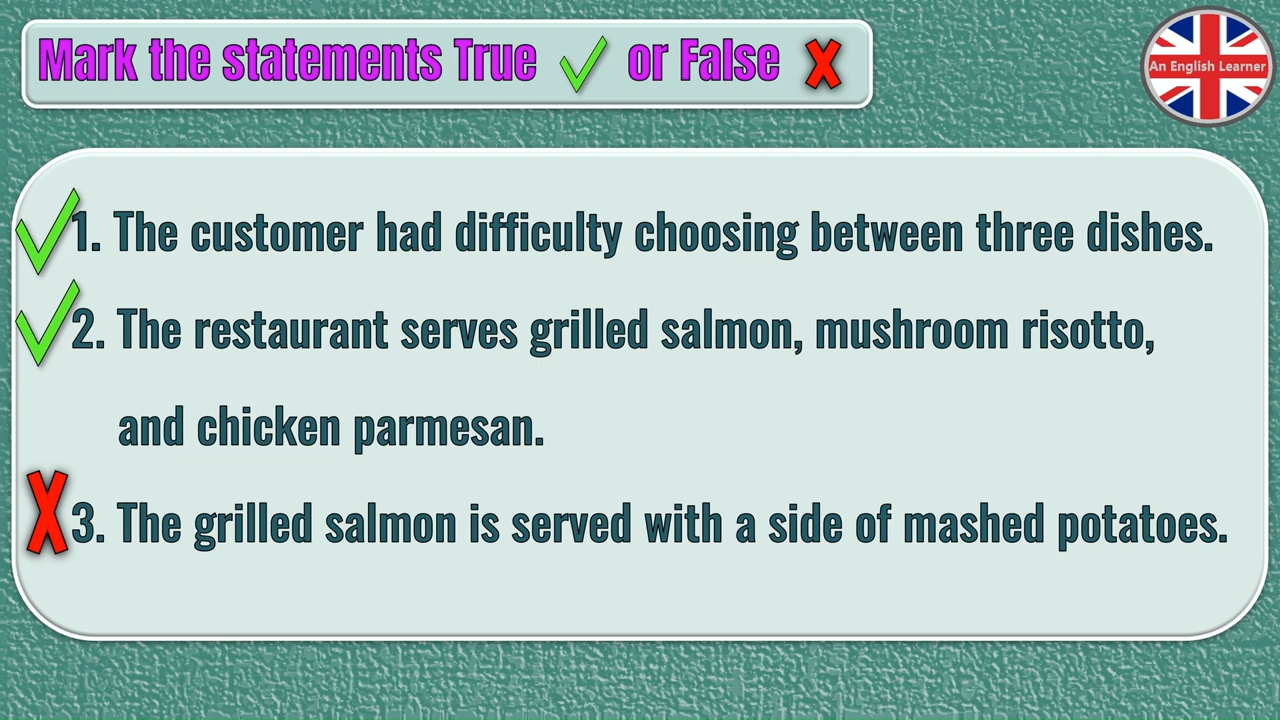 Mark the statements True ✓ or False ✗
An English Learner
1. The customer had difficulty choosing between three dishes.
2. The restaurant serves grilled salmon, mushroom risotto,
and chicken parmesan.
3. The grilled salmon is served with a side of mashed potatoes.